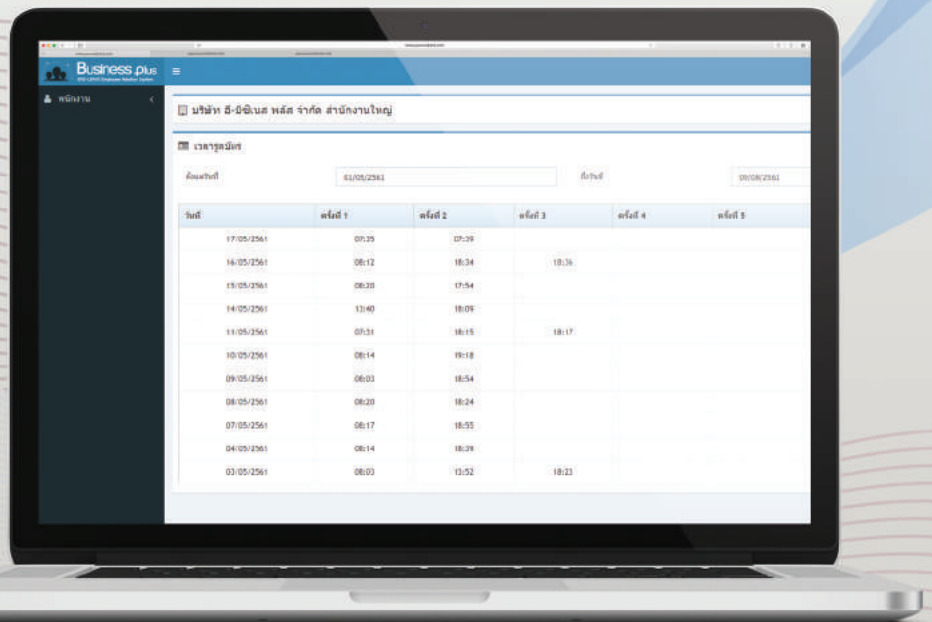 Business.plus
พนักงาน
บริษัท อี-บิซิเนส พลัส จำกัด สำนักงานใหญ่
เวลารูดบัตร
ตั้งแต่วันที่ 01/05/2561 ถึงวันที่ 09/08/2561
วันที่ ครั้งที่ 1 ครั้งที่ 2 ครั้งที่ 3 ครั้งที่ 4 ครั้งที่ 5
17/05/2561 07:35 07:39
16/05/2561 08:12 18:34 18:36
15/05/2561 08:20 17:54
14/05/2561 13:40 18:09
11/05/2561 07:31 18:15 18:17
10/05/2561 08:14 19:18
09/05/2561 08:03 18:54
08/05/2561 08:20 18:24
07/05/2561 08:17 18:55
04/05/2561 08:14 18:39
03/05/2561 08:03 13:52 18:23